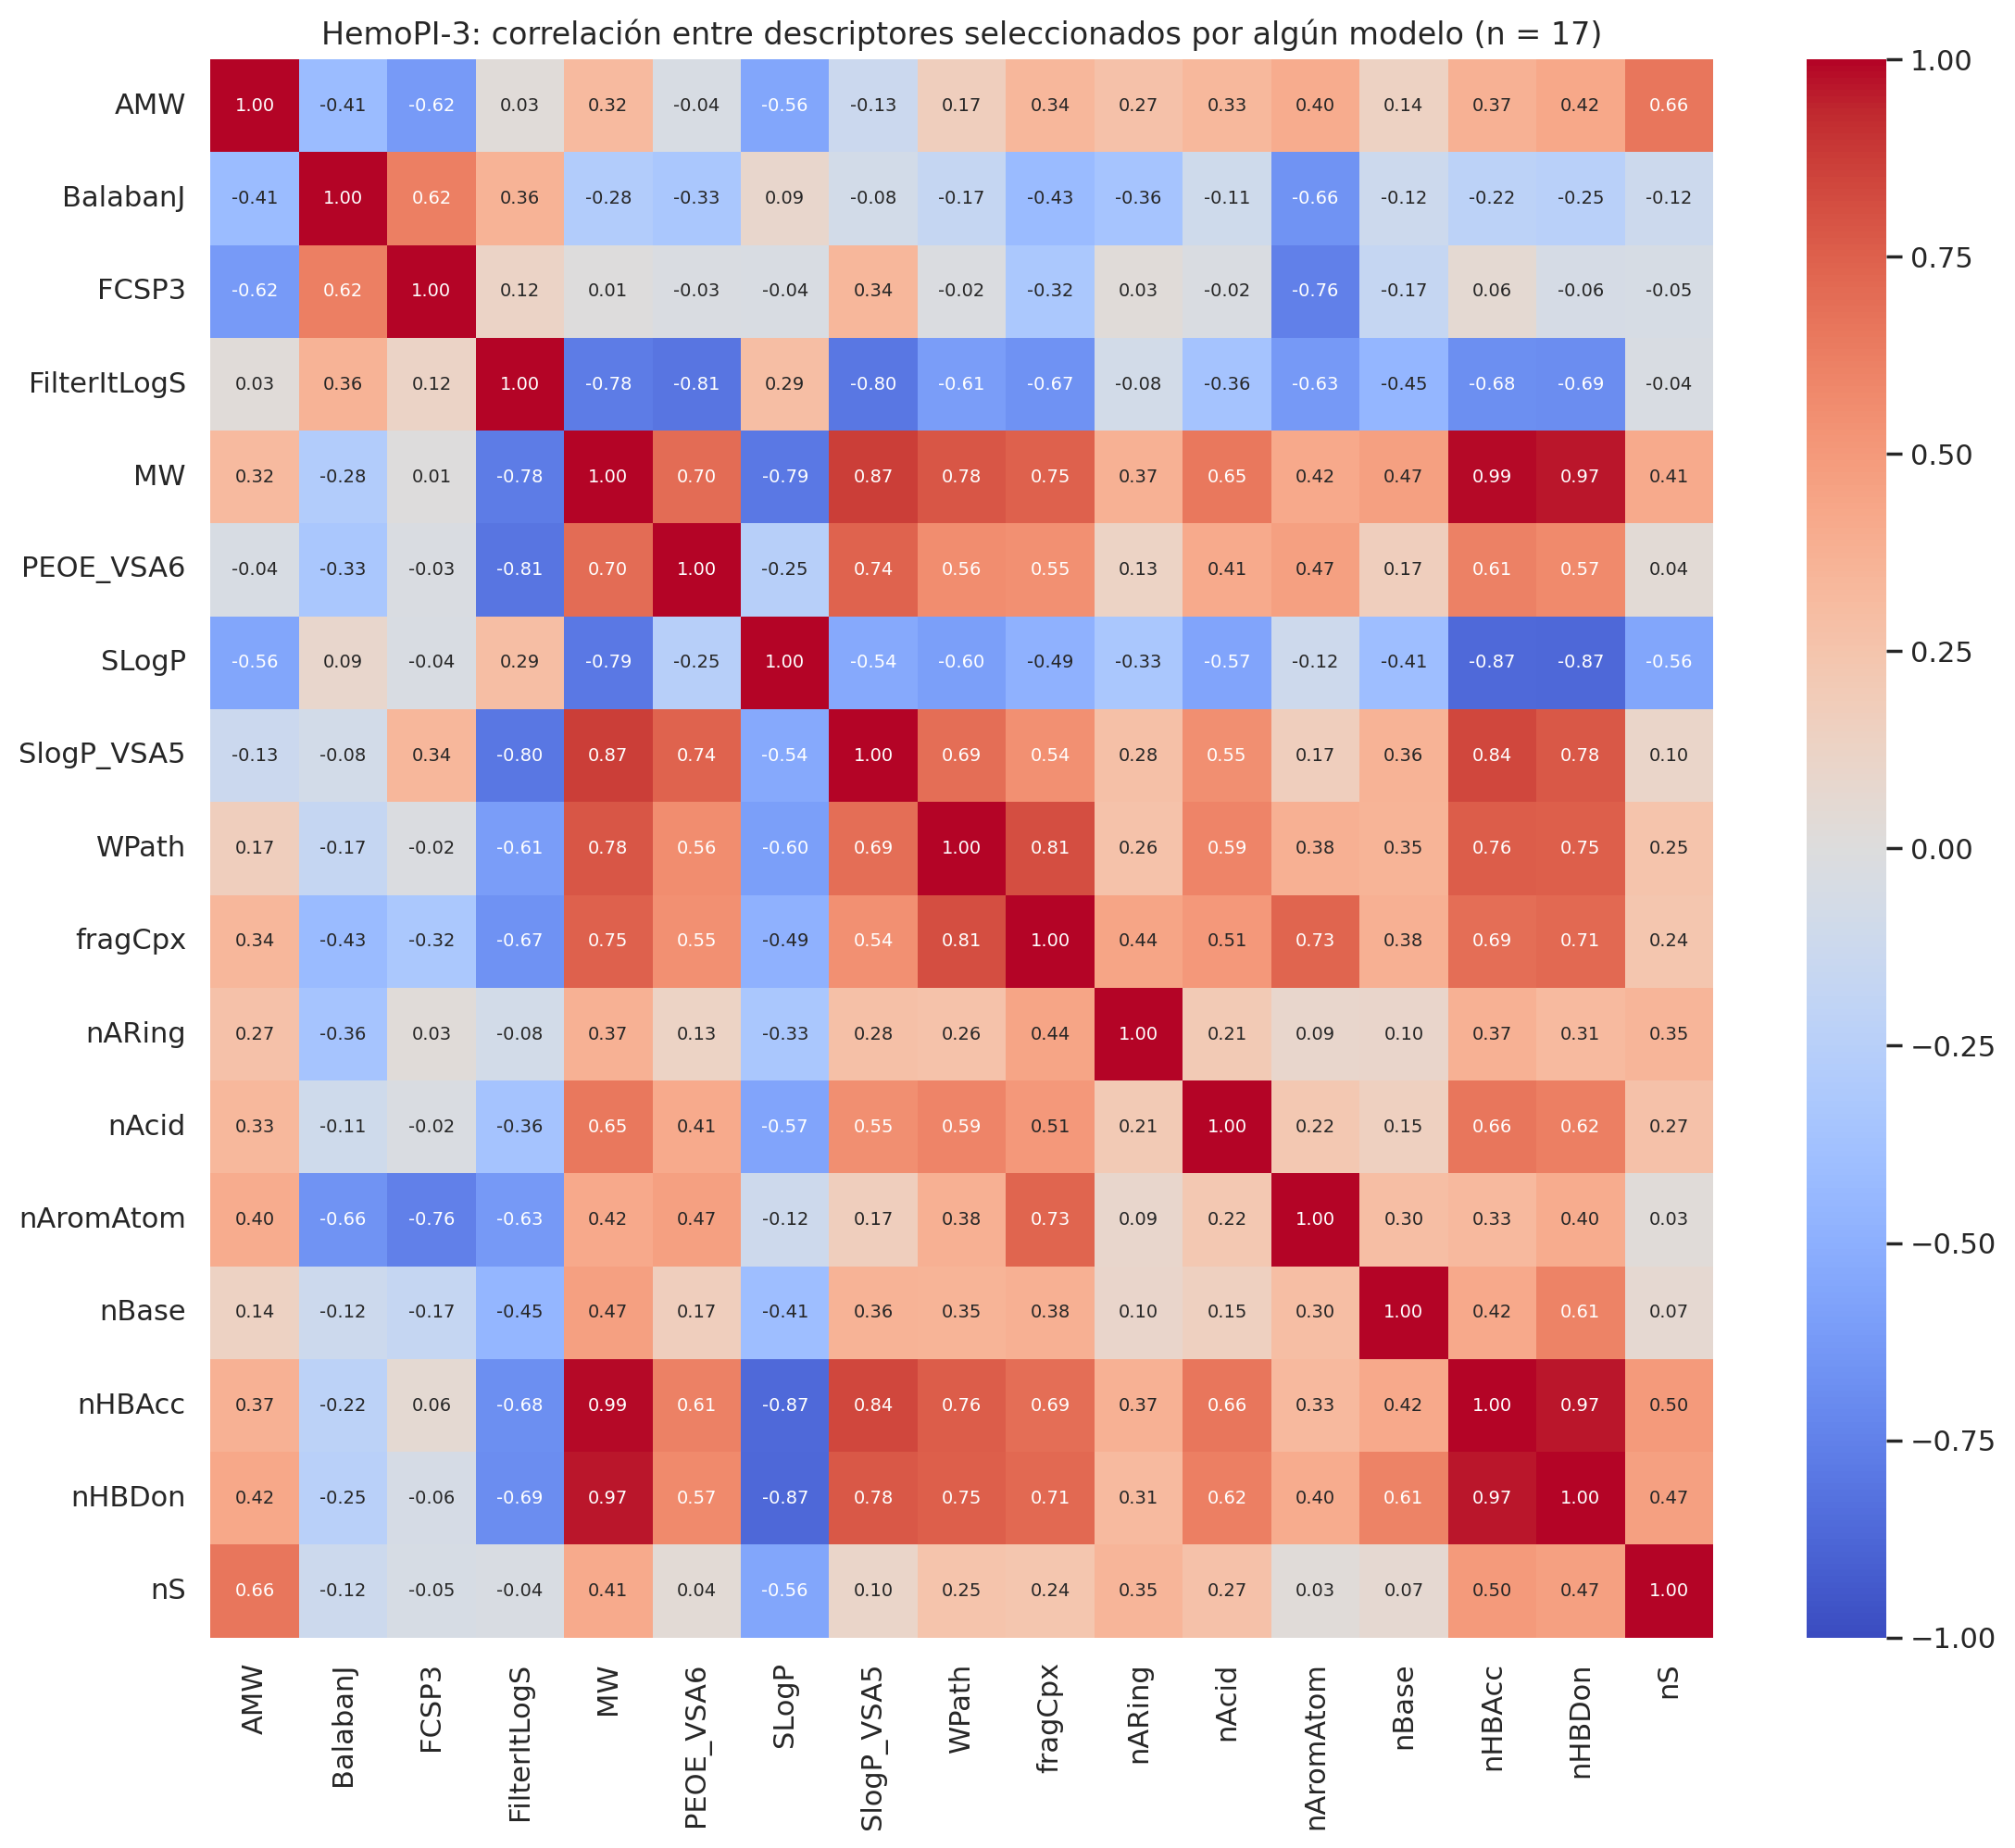 HemoPI-3: correlación entre descriptores seleccionados por algún modelo (n = 17)
AMW 1.00 -0.41 -0.62 0.03 0.32 -0.04 -0.56 -0.13 0.17 0.34 0.27 0.33 0.40 0.14 0.37 0.42 0.66
BalabanJ -0.41 1.00 0.62 0.36 -0.28 -0.33 0.09 -0.08 -0.17 -0.43 -0.36 -0.11 -0.66 -0.12 -0.22 -0.25 -0.12
FCSP3 -0.62 0.62 1.00 0.12 0.01 -0.03 -0.04 0.34 -0.02 -0.32 0.03 -0.02 -0.76 -0.17 0.06 -0.06 -0.05
FilterItLogS 0.03 0.36 0.12 1.00 -0.78 -0.81 0.29 -0.80 -0.61 -0.67 -0.08 -0.36 -0.63 -0.45 -0.68 -0.69 -0.04
MW 0.32 -0.28 0.01 -0.78 1.00 0.70 -0.79 0.87 0.78 0.75 0.37 0.65 0.42 0.47 0.99 0.97 0.41
PEOE_VSA6 -0.04 -0.33 -0.03 -0.81 0.70 1.00 -0.25 0.74 0.56 0.55 0.13 0.41 0.47 0.17 0.61 0.57 0.04
SLogP -0.56 0.09 -0.04 0.29 -0.79 -0.25 1.00 -0.54 -0.60 -0.49 -0.33 -0.57 -0.12 -0.41 -0.87 -0.87 -0.56
SlogP_VSA5 -0.13 -0.08 0.34 -0.80 0.87 0.74 -0.54 1.00 0.69 0.54 0.28 0.55 0.17 0.36 0.84 0.78 0.10
WPath 0.17 -0.17 -0.02 -0.61 0.78 0.56 -0.60 0.69 1.00 0.81 0.26 0.59 0.38 0.35 0.76 0.75 0.25
fragCpx 0.34 -0.43 -0.32 -0.67 0.75 0.55 -0.49 0.54 0.81 1.00 0.44 0.51 0.73 0.38 0.69 0.71 0.24
nARing 0.27 -0.36 0.03 -0.08 0.37 0.13 -0.33 0.28 0.26 0.44 1.00 0.21 0.09 0.10 0.37 0.31 0.35
nAcid 0.33 -0.11 -0.02 -0.36 0.65 0.41 -0.57 0.55 0.59 0.51 0.21 1.00 0.22 0.15 0.66 0.62 0.27
nAromAtom 0.40 -0.66 -0.76 -0.63 0.42 0.47 -0.12 0.17 0.38 0.73 0.09 0.22 1.00 0.30 0.33 0.40 0.03
nBase 0.14 -0.12 -0.17 -0.45 0.47 0.17 -0.41 0.36 0.35 0.38 0.10 0.15 0.30 1.00 0.42 0.61 0.07
nHBAcc 0.37 -0.22 0.06 -0.68 0.99 0.61 -0.87 0.84 0.76 0.69 0.37 0.66 0.33 0.42 1.00 0.97 0.50
nHBDon 0.42 -0.25 -0.06 -0.69 0.97 0.57 -0.87 0.78 0.75 0.71 0.31 0.62 0.40 0.61 0.97 1.00 0.47
nS 0.66 -0.12 -0.05 -0.04 0.41 0.04 -0.56 0.10 0.25 0.24 0.35 0.27 0.03 0.07 0.50 0.47 1.00
AMW BalabanJ FCSP3 FilterItLogS MW PEOE_VSA6 SLogP SlogP_VSA5 WPath fragCpx nARing nAcid nAromAtom nBase nHBAcc nHBDon nS
1.00
0.75
0.50
0.25
0.00
−0.25
−0.50
−0.75
−1.00